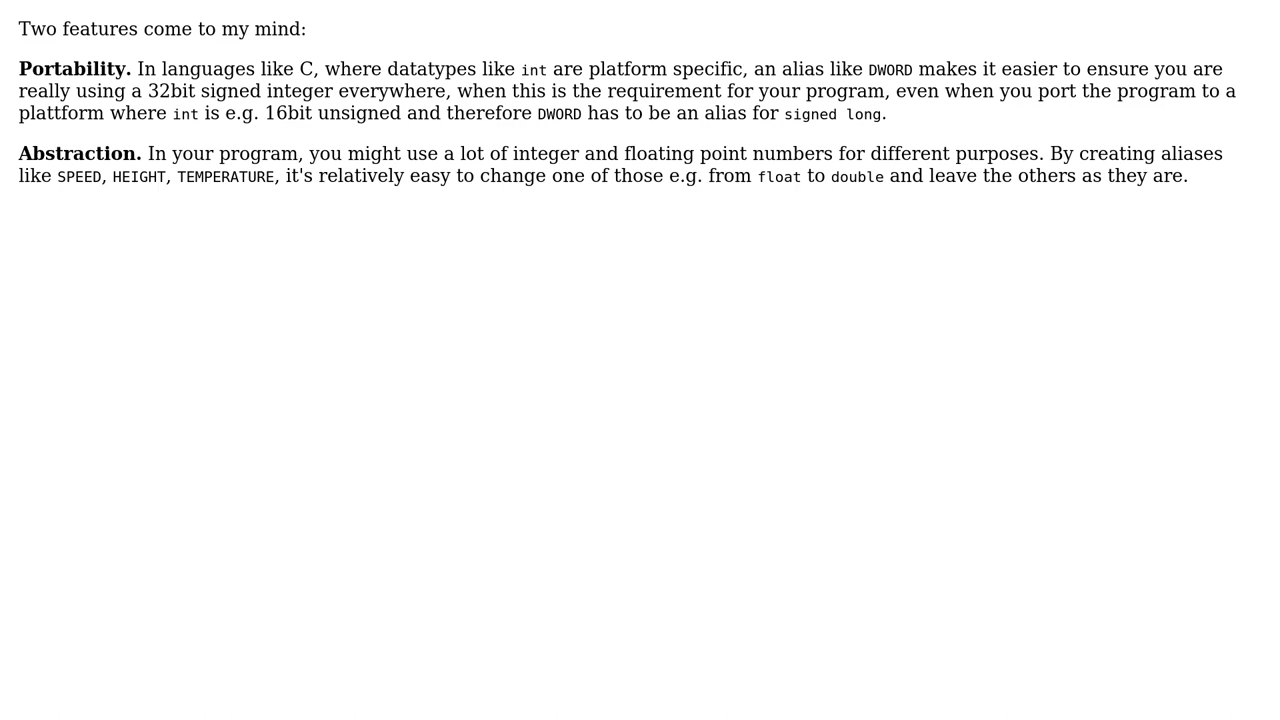 Two features come to my mind:
Portability. In languages like C, where datatypes like int are platform specific, an alias like DWORD makes it easier to ensure you are
really using a 32bit signed integer everywhere, when this is the requirement for your program, even when you port the program to a
plattform where int is e.g. 16bit unsigned and therefore DWORD has to be an alias for signed long.
Abstraction. In your program, you might use a lot of integer and floating point numbers for different purposes. By creating aliases
like SPEED, HEIGHT, TEMPERATURE, it's relatively easy to change one of those e.g. from float to double and leave the others as they are.